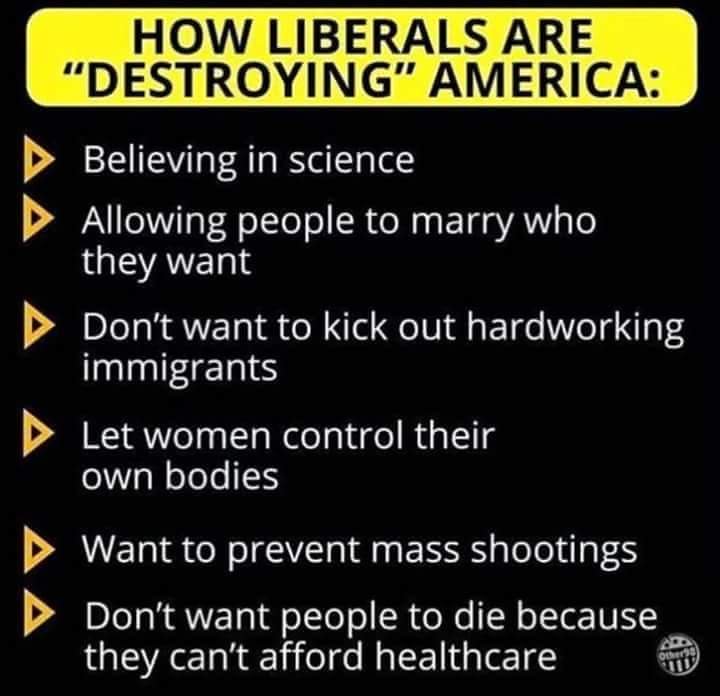 HOW LIBERALS ARE
“DESTROYING” AMERICA:
Believing in science
Allowing people to marry who
they want
Don't want to kick out hardworking
immigrants
Let women control their
own bodies
Want to prevent mass shootings
Don't want people to die because
they can't afford healthcare
Other98